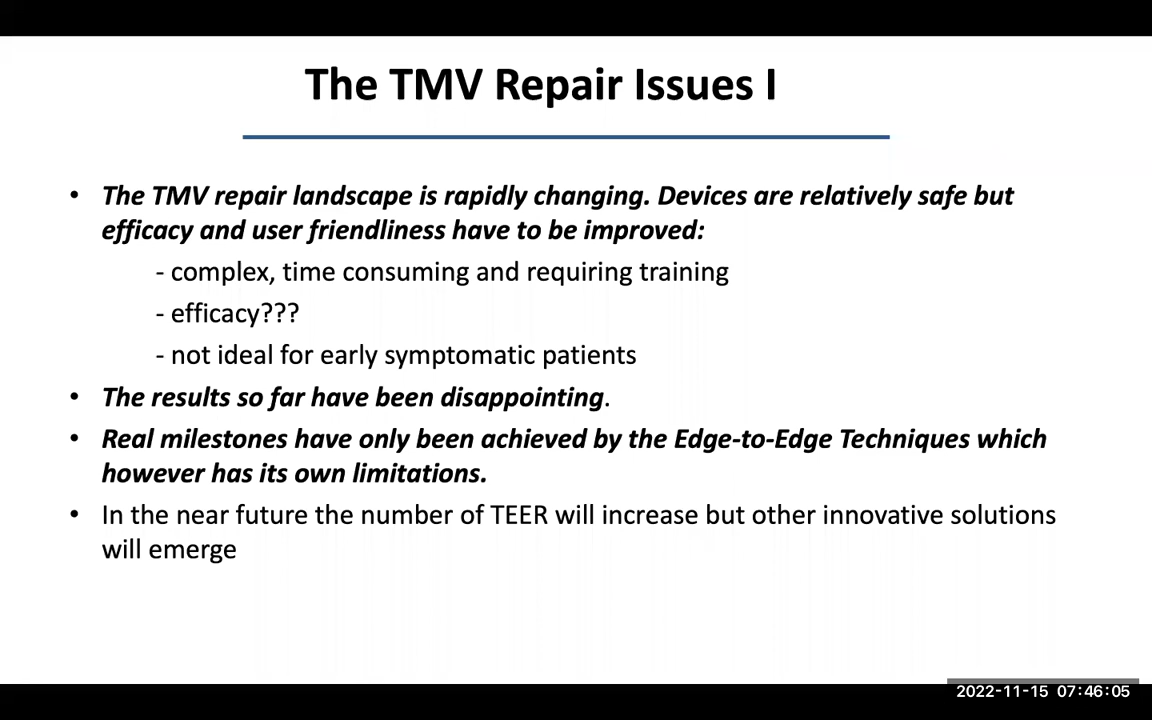 The TMV Repair Issues I
• The TMV repair landscape is rapidly changing. Devices are relatively safe but
efficacy and user friendliness have to be improved:
- complex, time consuming and requiring training
- efficacy???
- not ideal for early symptomatic patients
• The results so far have been disappointing.
• Real milestones have only been achieved by the Edge-to-Edge Techniques which
however has its own limitations.
• In the near future the number of TEER will increase but other innovative solutions
will emerge
2022-11-15 07:46:05